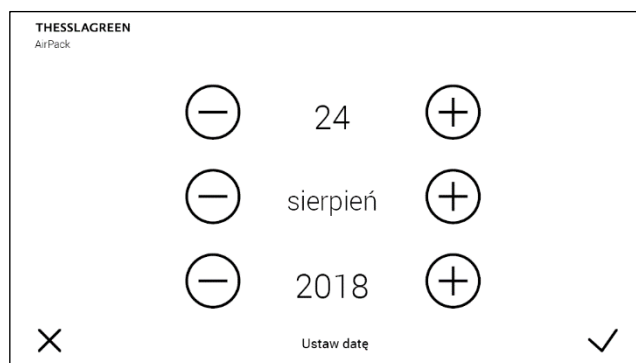 THESSLAGREEN
AirPack
24
sierpień
2018
Ustaw datę